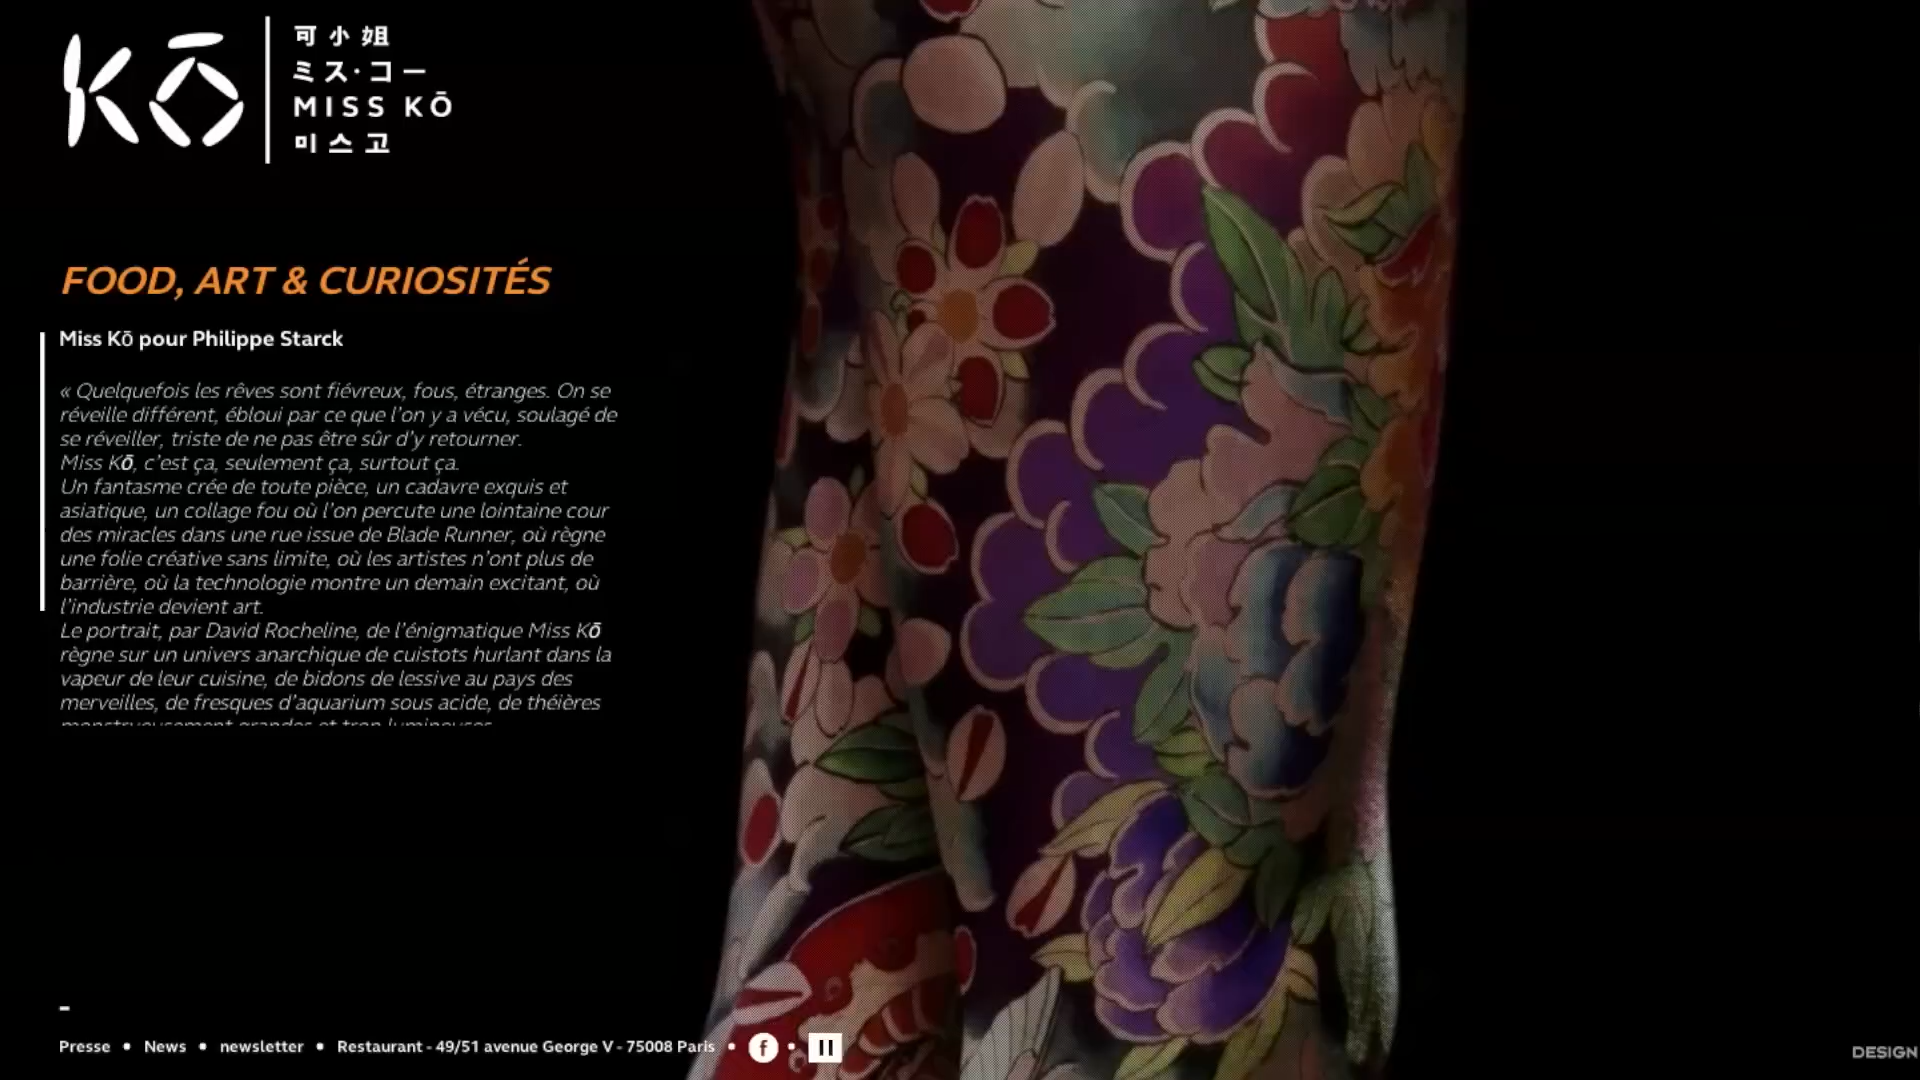 KŌ
可小姐
ミス・コー
MISS KŌ
미스고
FOOD, ART & CURIOSITÉS
Miss Kō pour Philippe Starck
« Quelquefois les rêves sont fiévreux, fous, étranges. On se
réveille différent, ébloui par ce que l'on y a vécu, soulagé de
se réveiller, triste de ne pas être sûr d'y retourner.
Miss Kō, c'est ça, seulement ça, surtout ça.
Un fantasme crée de toute pièce, un cadavre exquis et
asiatique, un collage fou où l'on percute une lointaine cour
des miracles dans une rue issue de Blade Runner, où règne
une folie créative sans limite, où les artistes n'ont plus de
barrière, où la technologie montre un demain excitant, où
l'industrie devient art.
Le portrait, par David Rocheline, de l'énigmatique Miss Kō
règne sur un univers anarchique de cuistots hurlant dans la
vapeur de leur cuisine, de bidons de lessive au pays des
merveilles, de fresques d'aquarium sous acide, de théières
monstrueusement grandes et trop lumineuses
Presse • News • newsletter • Restaurant - 49/51 avenue George V - 75008 Paris • f •
DESIGN